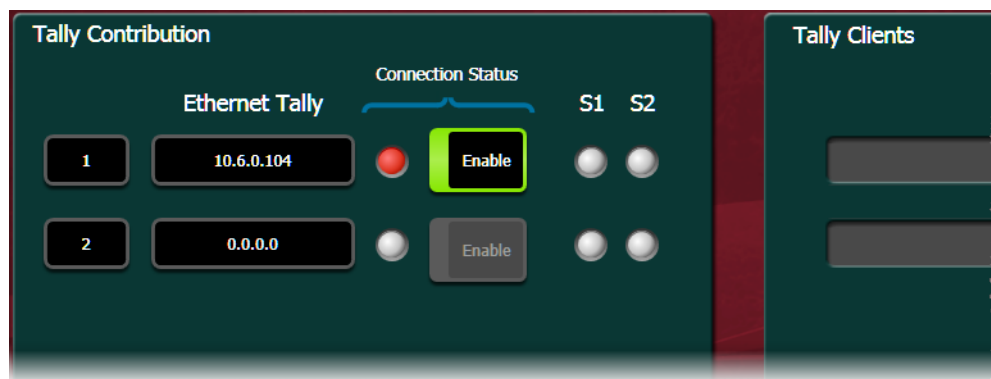 Tally Contribution
Tally Clients
Connection Status
Ethernet Tally
S1 S2
1 10.6.0.104 Enable
2 0.0.0.0 Enable